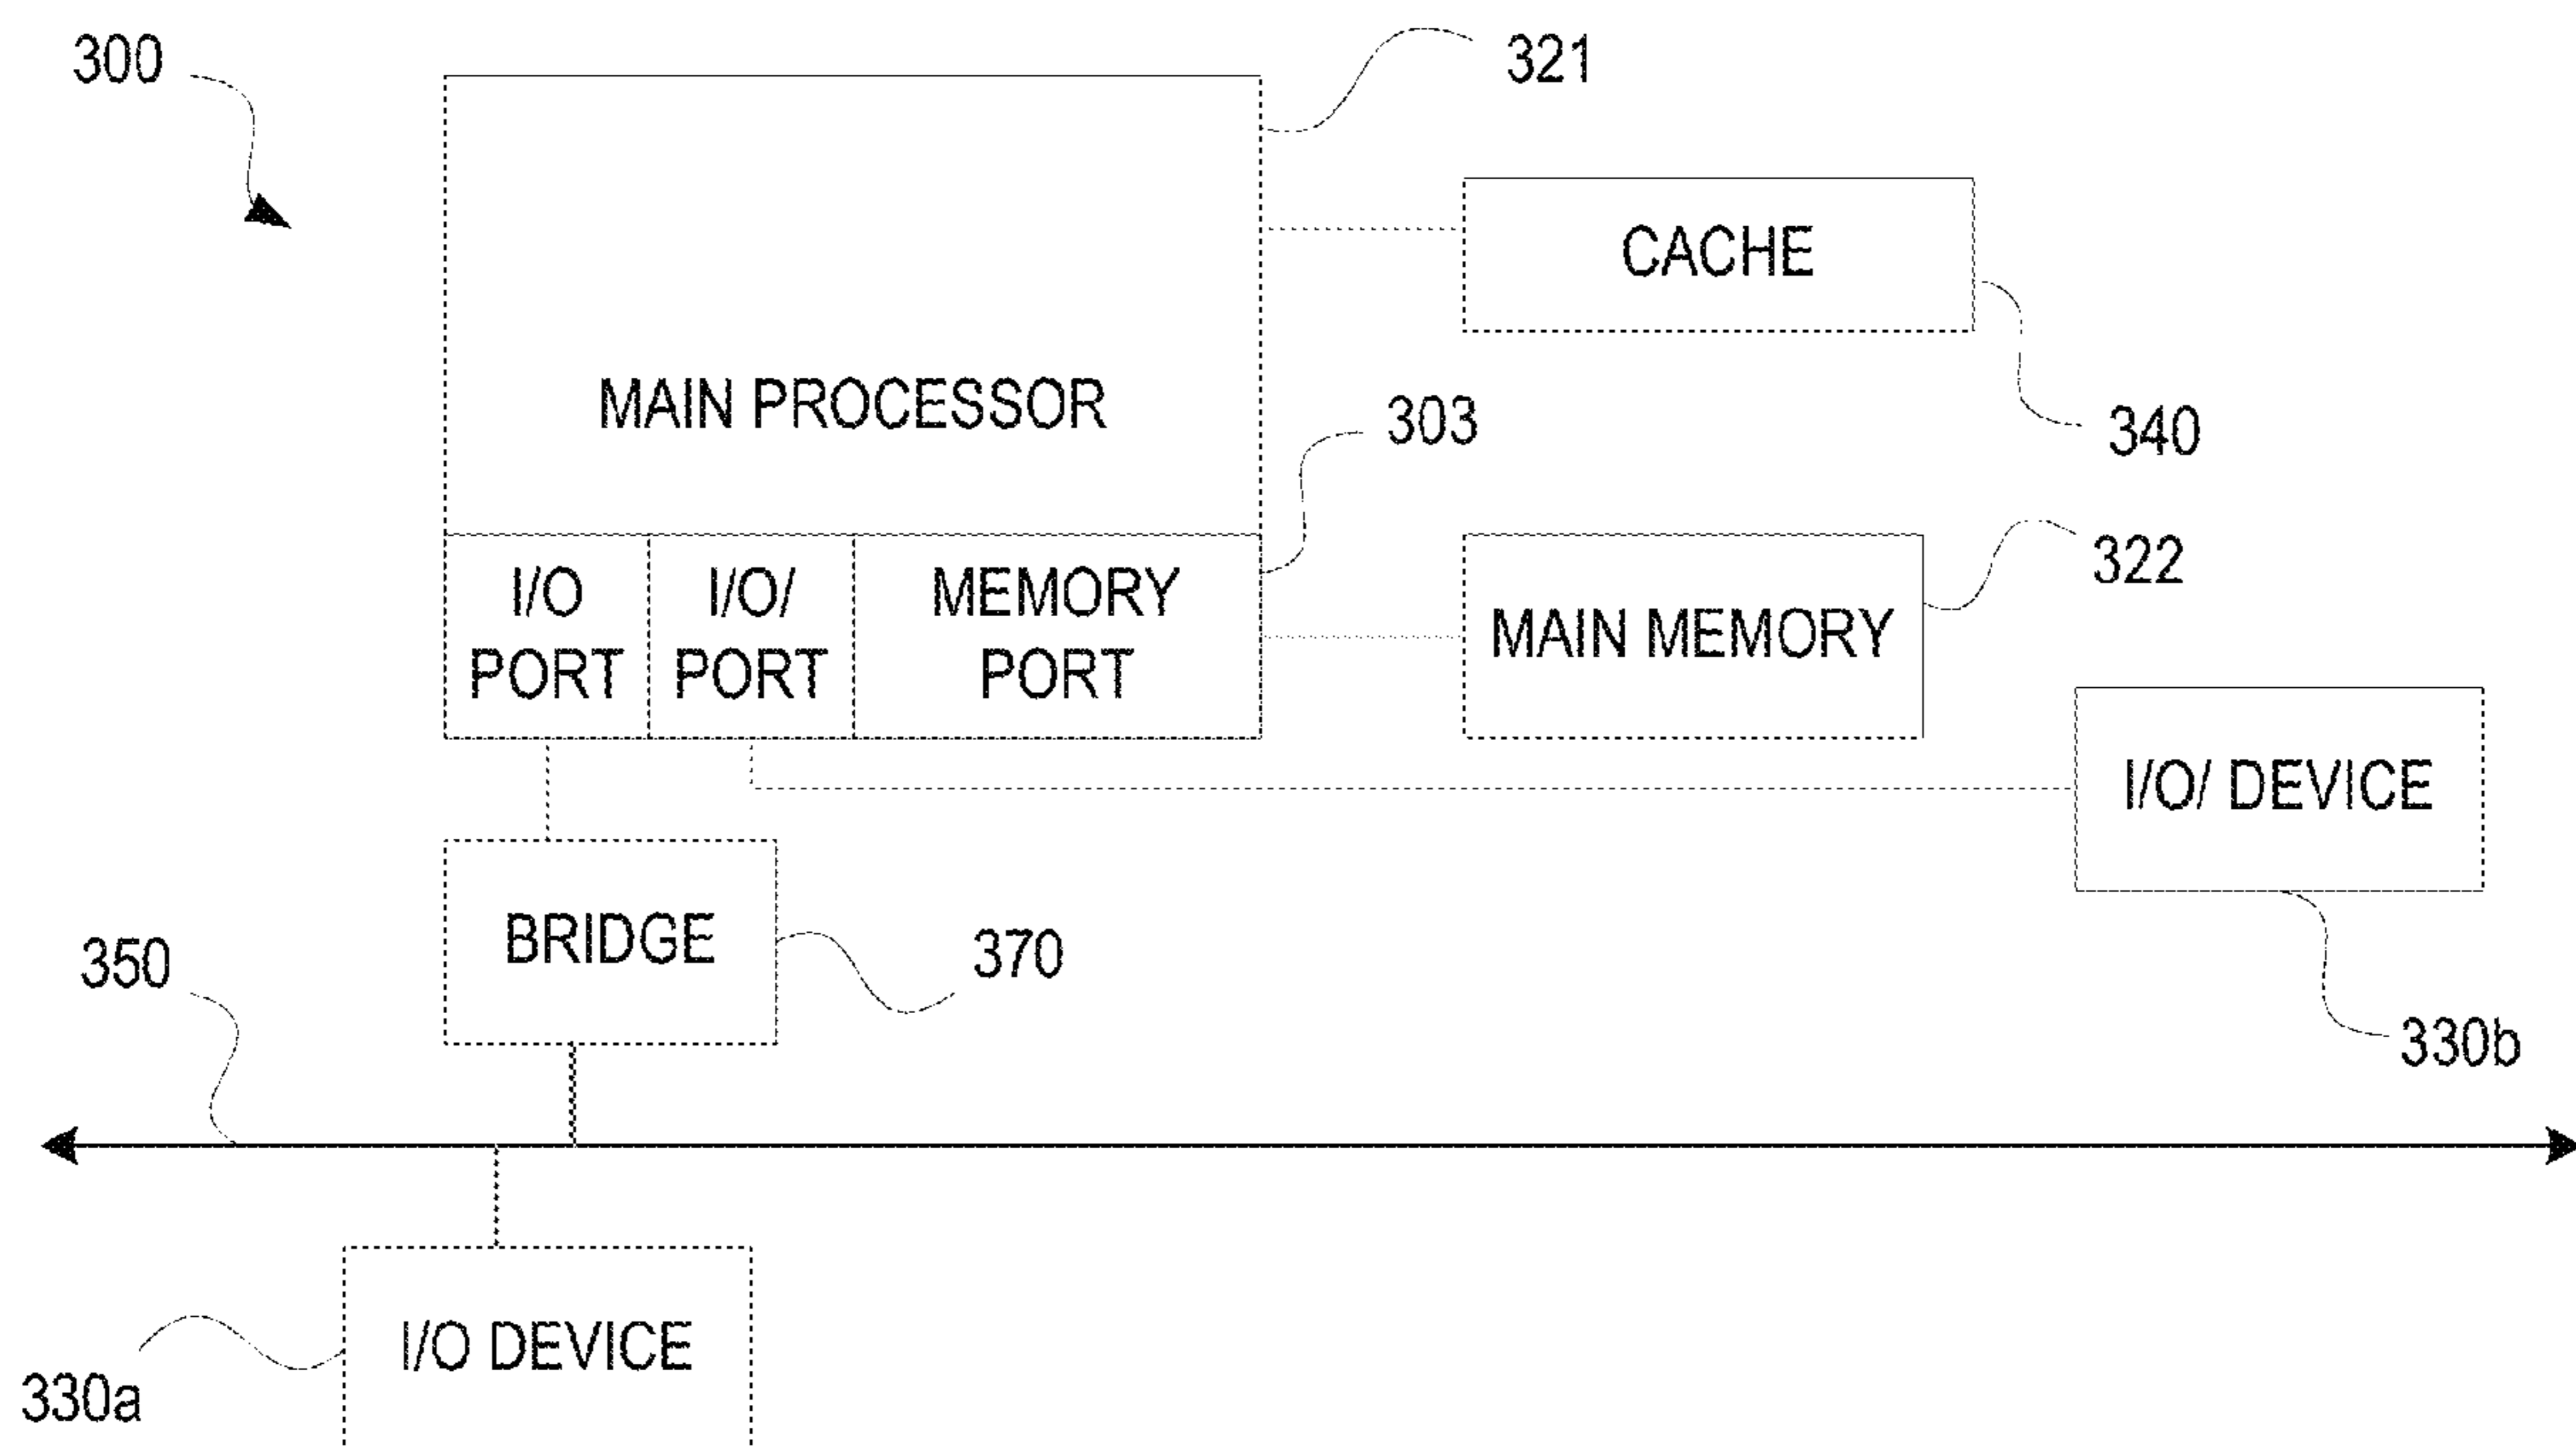 300
321
CACHE
MAIN PROCESSOR
303
340
I/O
PORT
I/O/
PORT
MEMORY
PORT
322
MAIN MEMORY
I/O/ DEVICE
BRIDGE
370
350
330b
I/O DEVICE
330a